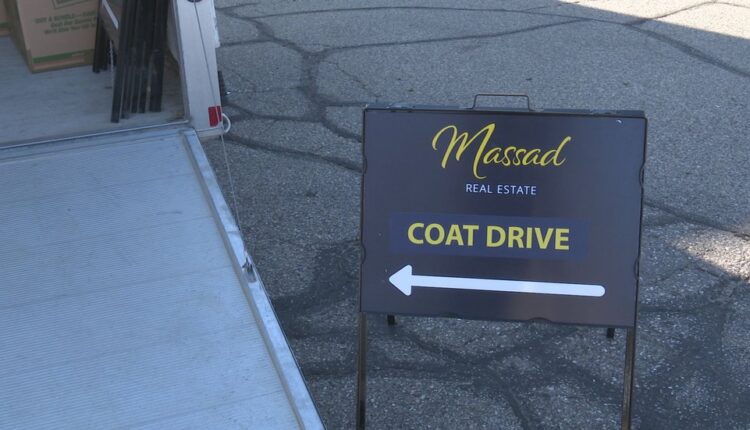 Massad
REAL ESTATE
COAT DRIVE